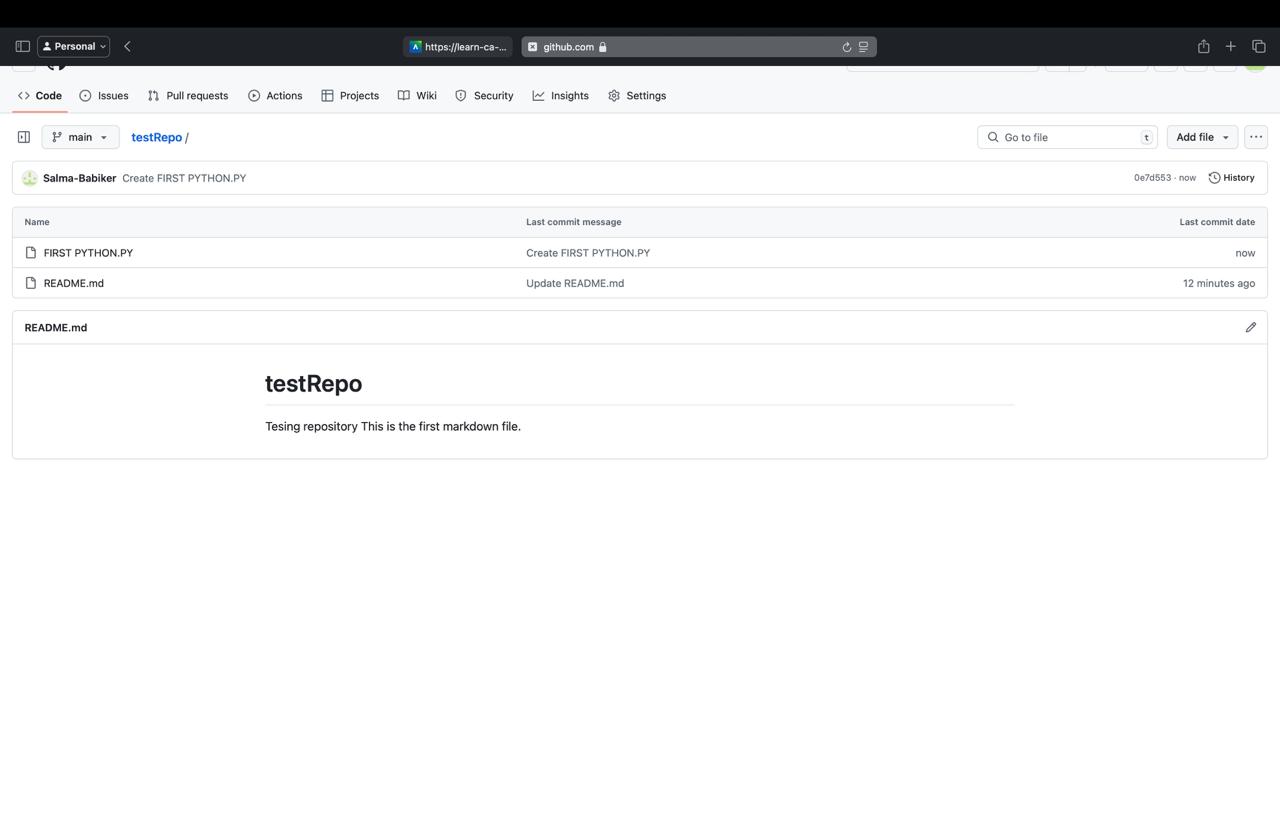 Personal
https://learn-ca-...
github.com
Code
Issues
Pull requests
Actions
Projects
Wiki
Security
Insights
Settings
main
testRepo /
Go to file
t
Add file
Salma-Babiker Create FIRST PYTHON.PY
0e7d553 · now
History
Name Last commit message Last commit date
FIRST PYTHON.PY Create FIRST PYTHON.PY now
README.md Update README.md 12 minutes ago
README.md
testRepo
Tesing repository This is the first markdown file.